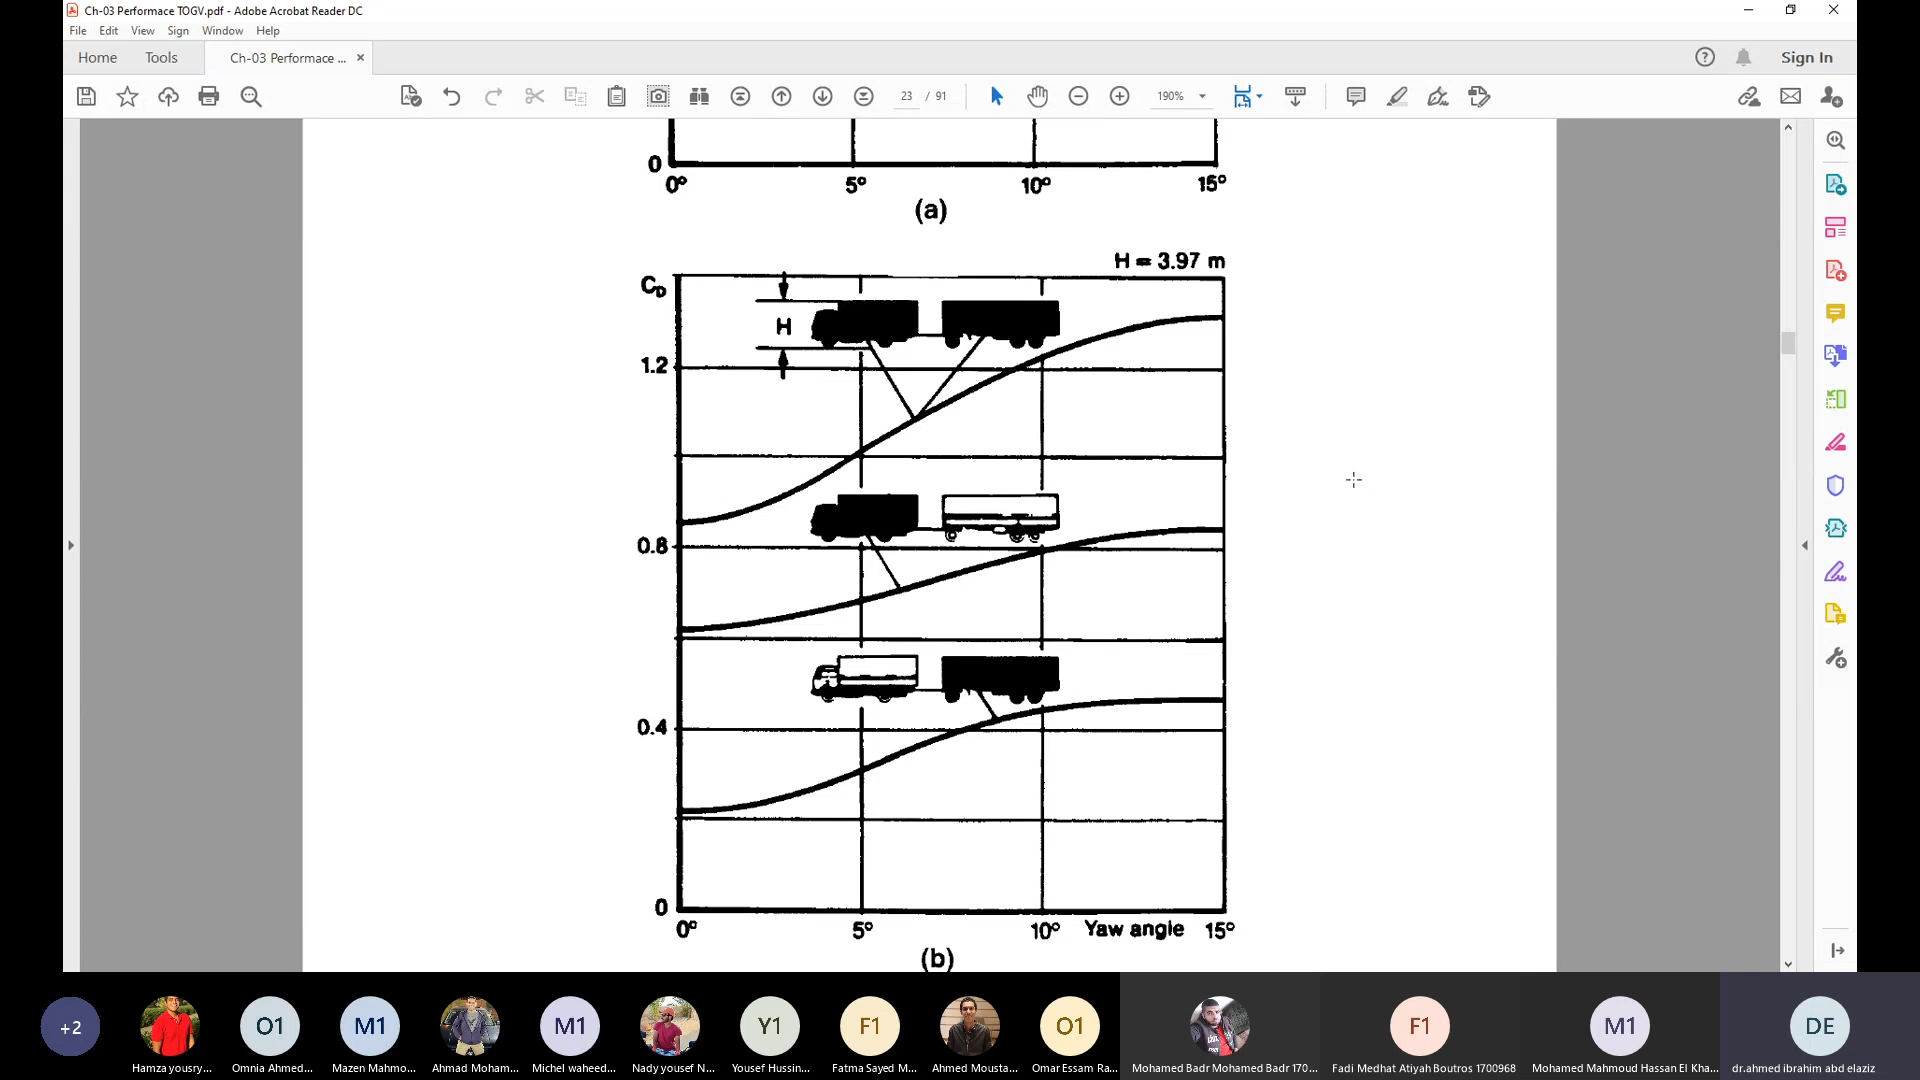 Ch-03 Performace TOGV.pdf - Adobe Acrobat Reader DC
File Edit View Sign Window Help
Home Tools Ch-03 Performace ... Sign In
23 / 91 190%
0
0° 5° 10° 15°
(a)
H = 3.97 m
CD
H
1.2
0.8
0.4
0
0° 5° 10° Yaw angle 15°
(b)
+2 O1 M1 M1 Y1 F1 O1 F1 M1 DE
Hamza yousry... Omnia Ahmed... Mazen Mahmo... Ahmad Moham... Michel waheed... Nady yousef N... Yousef Hussin... Fatma Sayed M... Ahmed Mousta... Omar Essam Ra... Mohamed Badr Mohamed Badr 170... Fadi Medhat Atiyah Boutros 1700968 Mohamed Mahmoud Hassan El Kha... dr.ahmed ibrahim abd elaziz